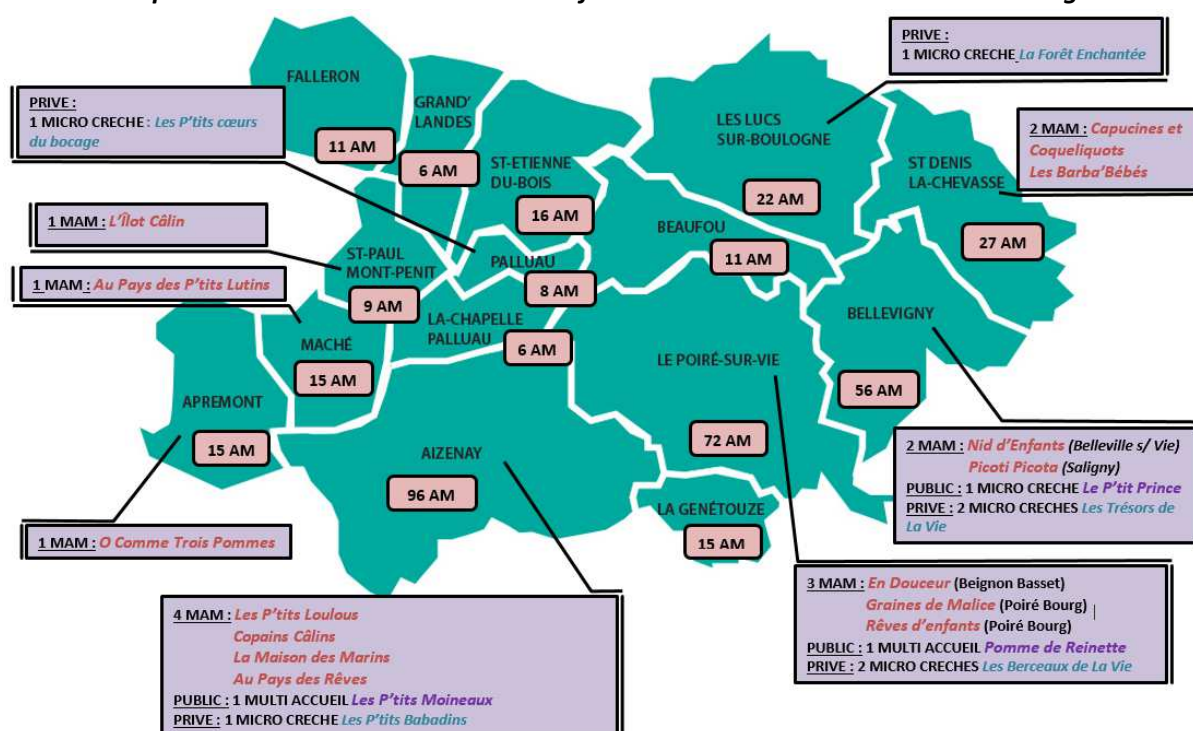 PRIVE :
1 MICRO CRECHE La Forêt Enchantée
FALLERON
11 AM
GRAND'
LANDES
6 AM
PRIVE :
1 MICRO CRECHE : Les P'tits cœurs
du bocage
ST-ETIENNE
DU-BOIS
16 AM
LES LUCS
SUR-BOULOGNE
22 AM
2 MAM : Capucines et
Coqueliquots
Les Barba'Bébés
ST DENIS
LA-CHEVASSE
27 AM
1 MAM : L'Îlot Câlin
ST-PAUL
MONT-PENIT
9 AM
PALLUAU
8 AM
BEAUFOU
11 AM
1 MAM : Au Pays des P'tits Lutins
MACHÉ
15 AM
LA-CHAPELLE
PALLUAU
6 AM
BELLEVIGNY
56 AM
APREMONT
15 AM
AIZENAY
96 AM
LE POIRÉ-SUR-VIE
72 AM
LA GENÉTOUZE
15 AM
2 MAM : Nid d'Enfants (Belleville s/ Vie)
Picoti Picota (Saligny)
PUBLIC : 1 MICRO CRECHE Le P'tit Prince
PRIVE : 2 MICRO CRECHES Les Trésors de
La Vie
1 MAM : O Comme Trois Pommes
3 MAM : En Douceur (Beignon Basset)
Graines de Malice (Poiré Bourg)
Rêves d'enfants (Poiré Bourg)
PUBLIC : 1 MULTI ACCUEIL Pomme de Reinette
PRIVE : 2 MICRO CRECHES Les Berceaux de La Vie
4 MAM : Les P'tits Loulous
Copains Câlins
La Maison des Marins
Au Pays des Rêves
PUBLIC : 1 MULTI ACCUEIL Les P'tits Moineaux
PRIVE : 1 MICRO CRECHE Les P'tits Babadins